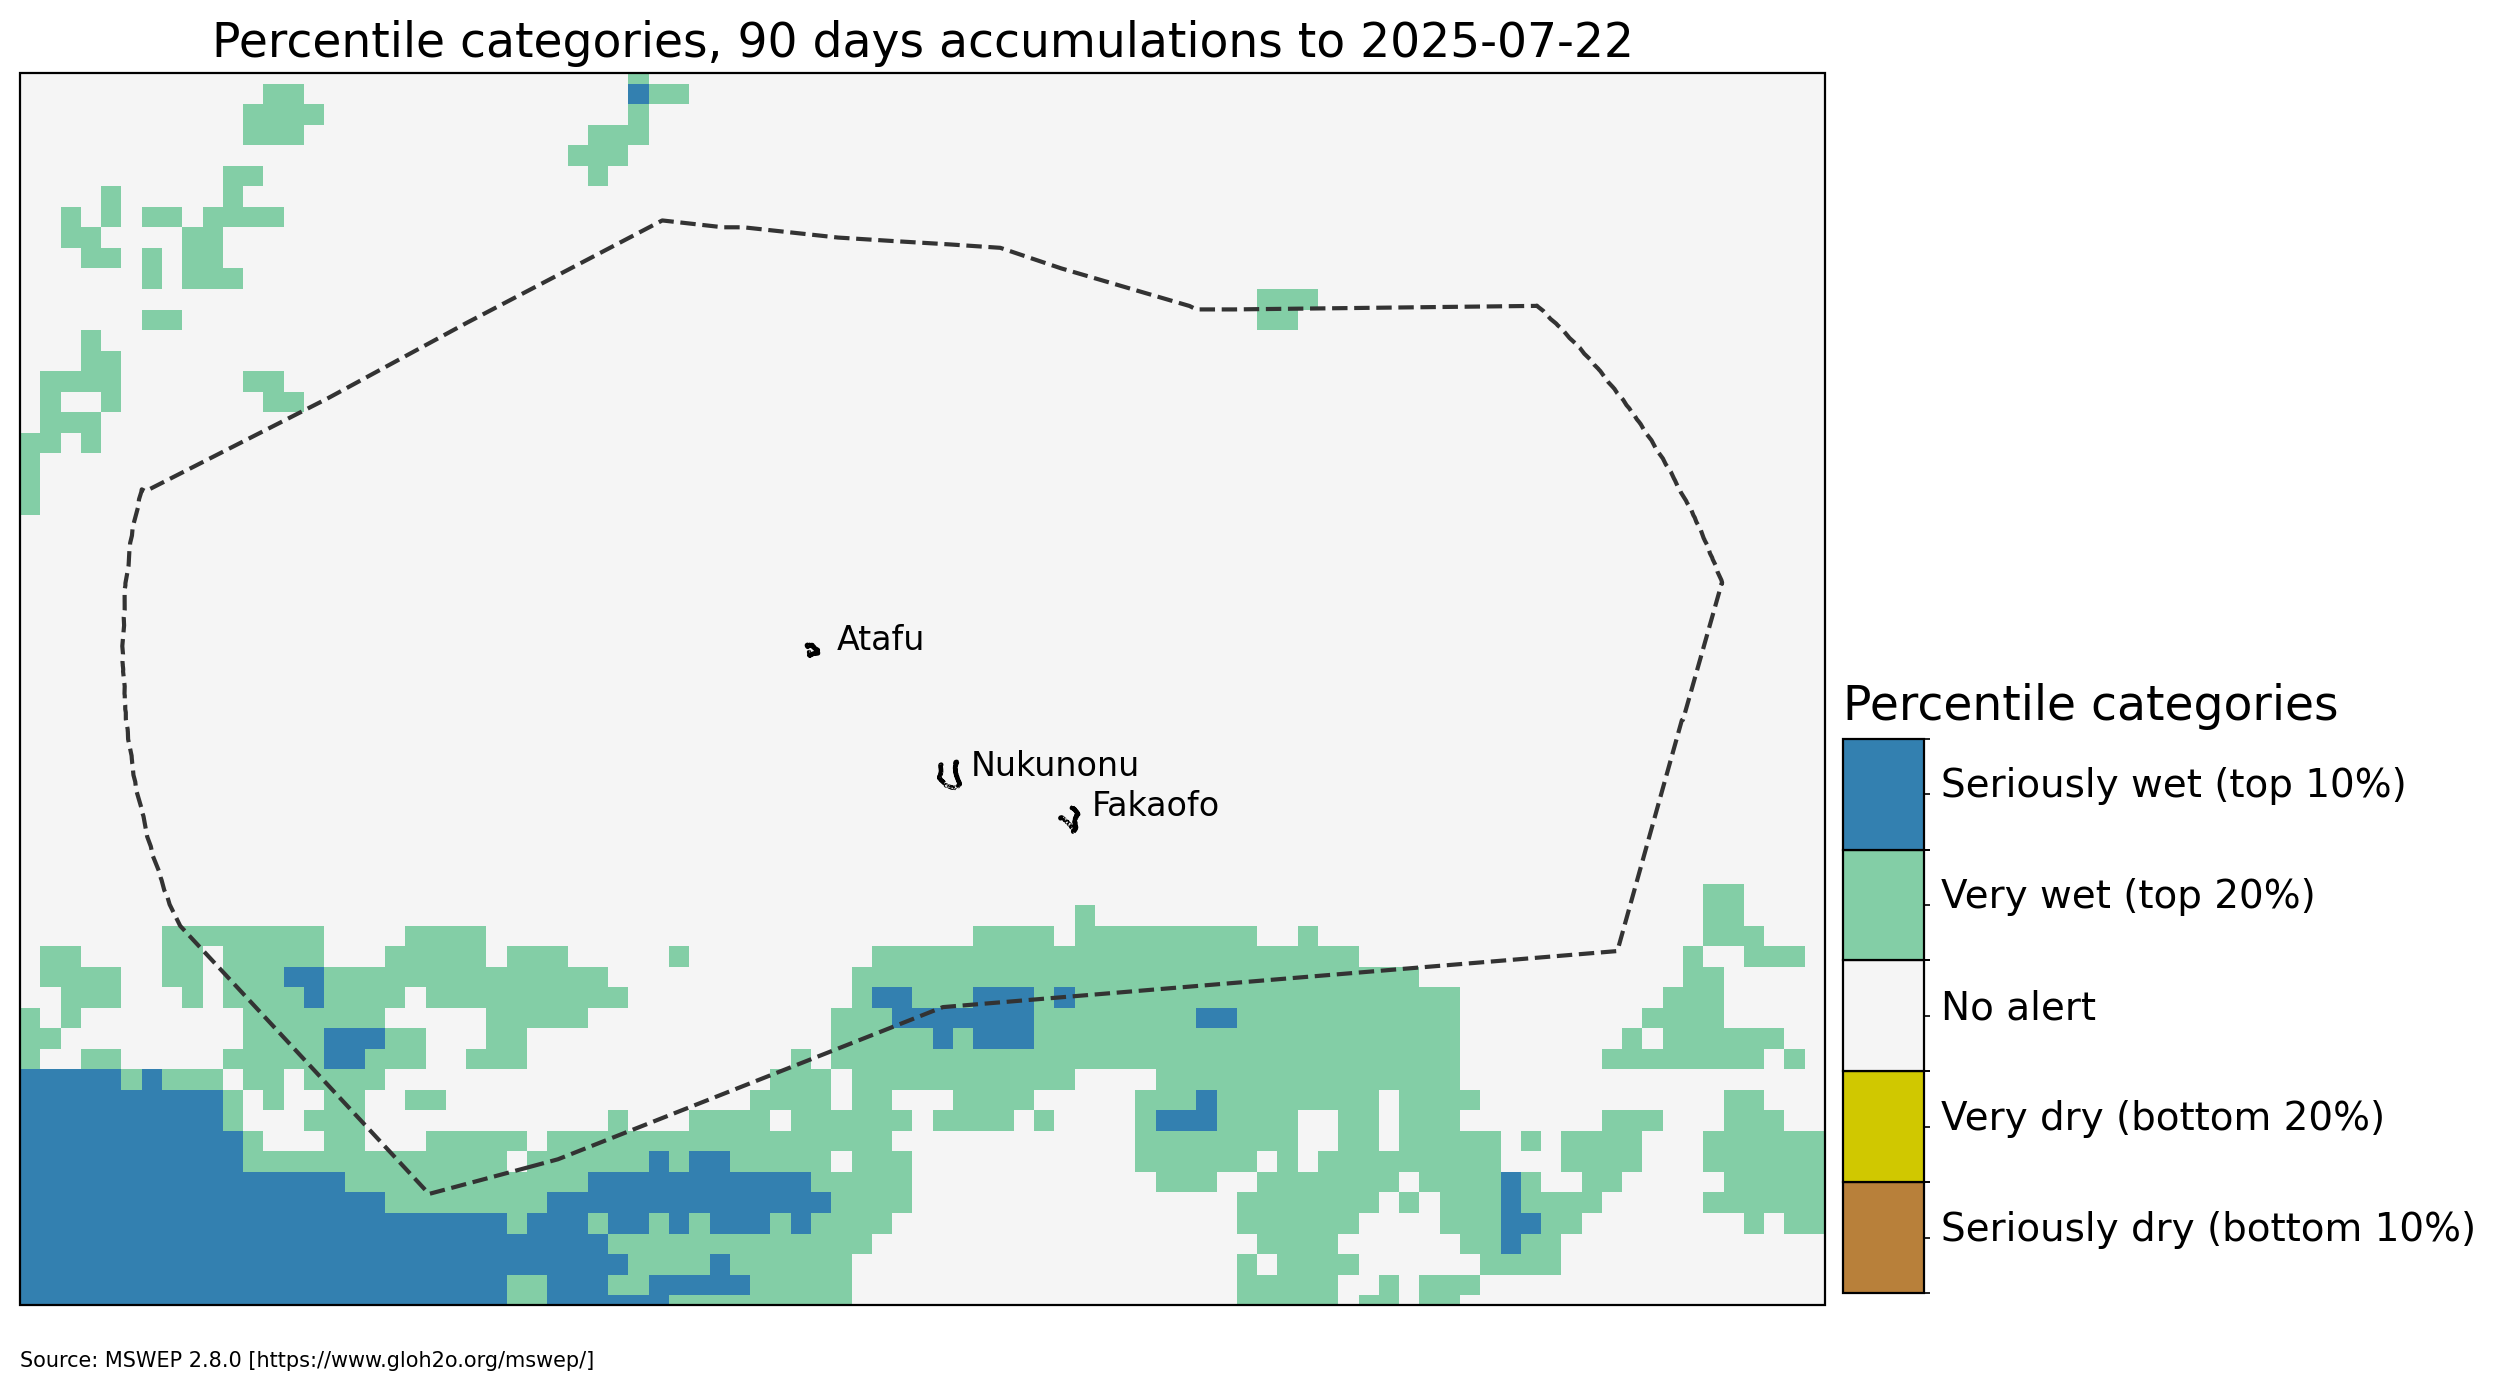 Percentile categories, 90 days accumulations to 2025-07-22
Atafu
Nukunonu
Fakaofo
Percentile categories
Seriously wet (top 10%)
Very wet (top 20%)
No alert
Very dry (bottom 20%)
Seriously dry (bottom 10%)
Source: MSWEP 2.8.0 [https://www.gloh2o.org/mswep/]